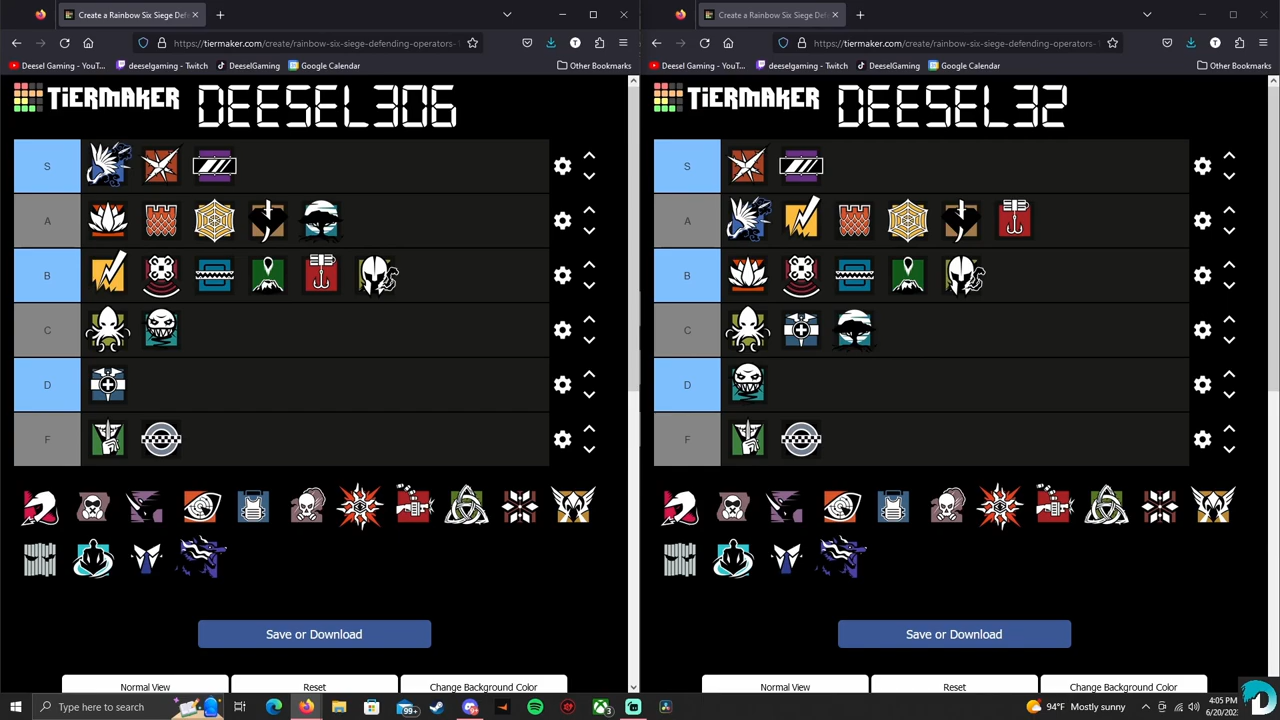 Create a Rainbow Six Siege Def
Create a Rainbow Six Siege Def
https://tiermaker.com/create/rainbow-six-siege-defending-operators-
https://tiermaker.com/create/rainbow-six-siege-defending-operators-
Deesel Gaming - YouT...
deeselgaming - Twitch
DeeselGaming
Google Calendar
Other Bookmarks
Deesel Gaming - YouT...
deeselgaming - Twitch
DeeselGaming
Google Calendar
Other Bookmarks
TiERMAKER
DEESEL306
TiERMAKER
DEESEL32
S
A
B
C
D
F
S
A
B
C
D
F
Save or Download
Save or Download
Normal View
Reset
Change Background Color
Normal View
Reset
Change Background Color
Type here to search
99+
3
94°F Mostly sunny
4:05 PM
6/20/202